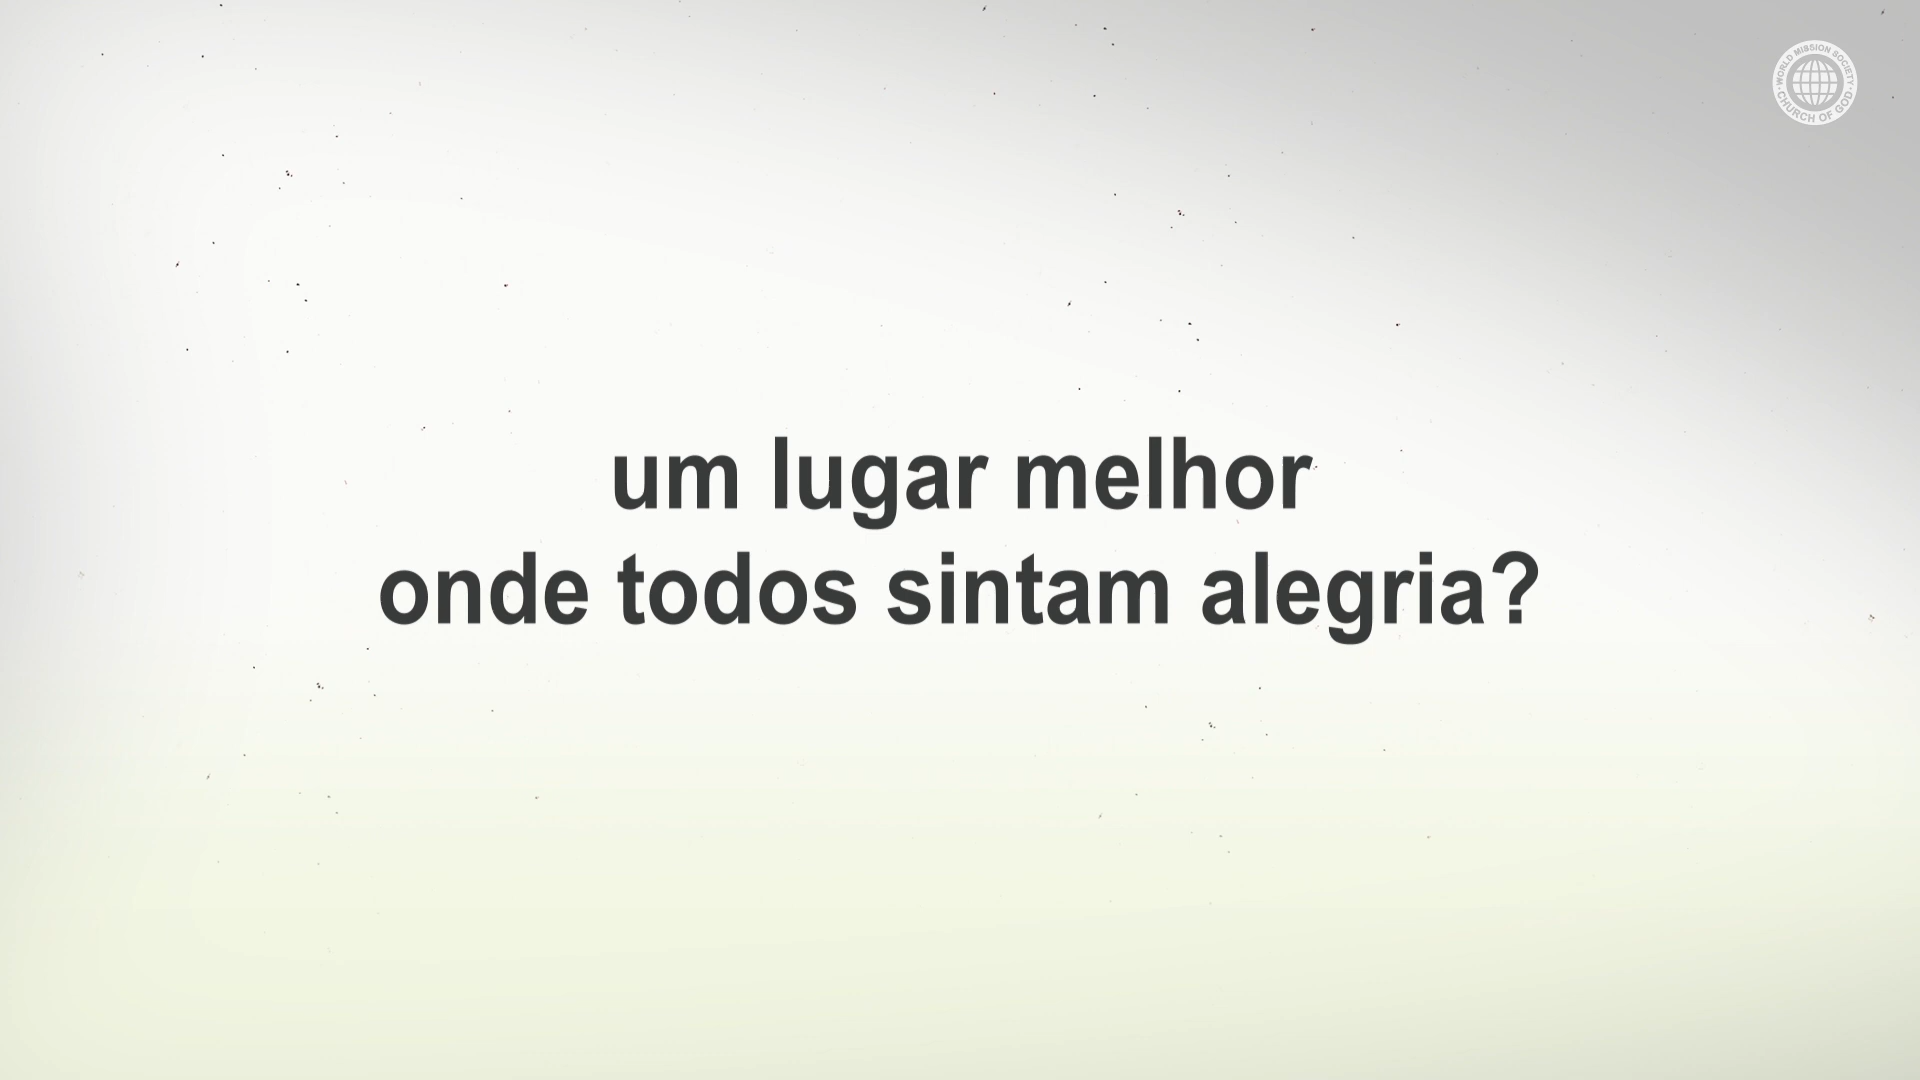 WORLD MISSION SOCIETY
CHURCH OF GOD
um lugar melhor
onde todos sintam alegria?